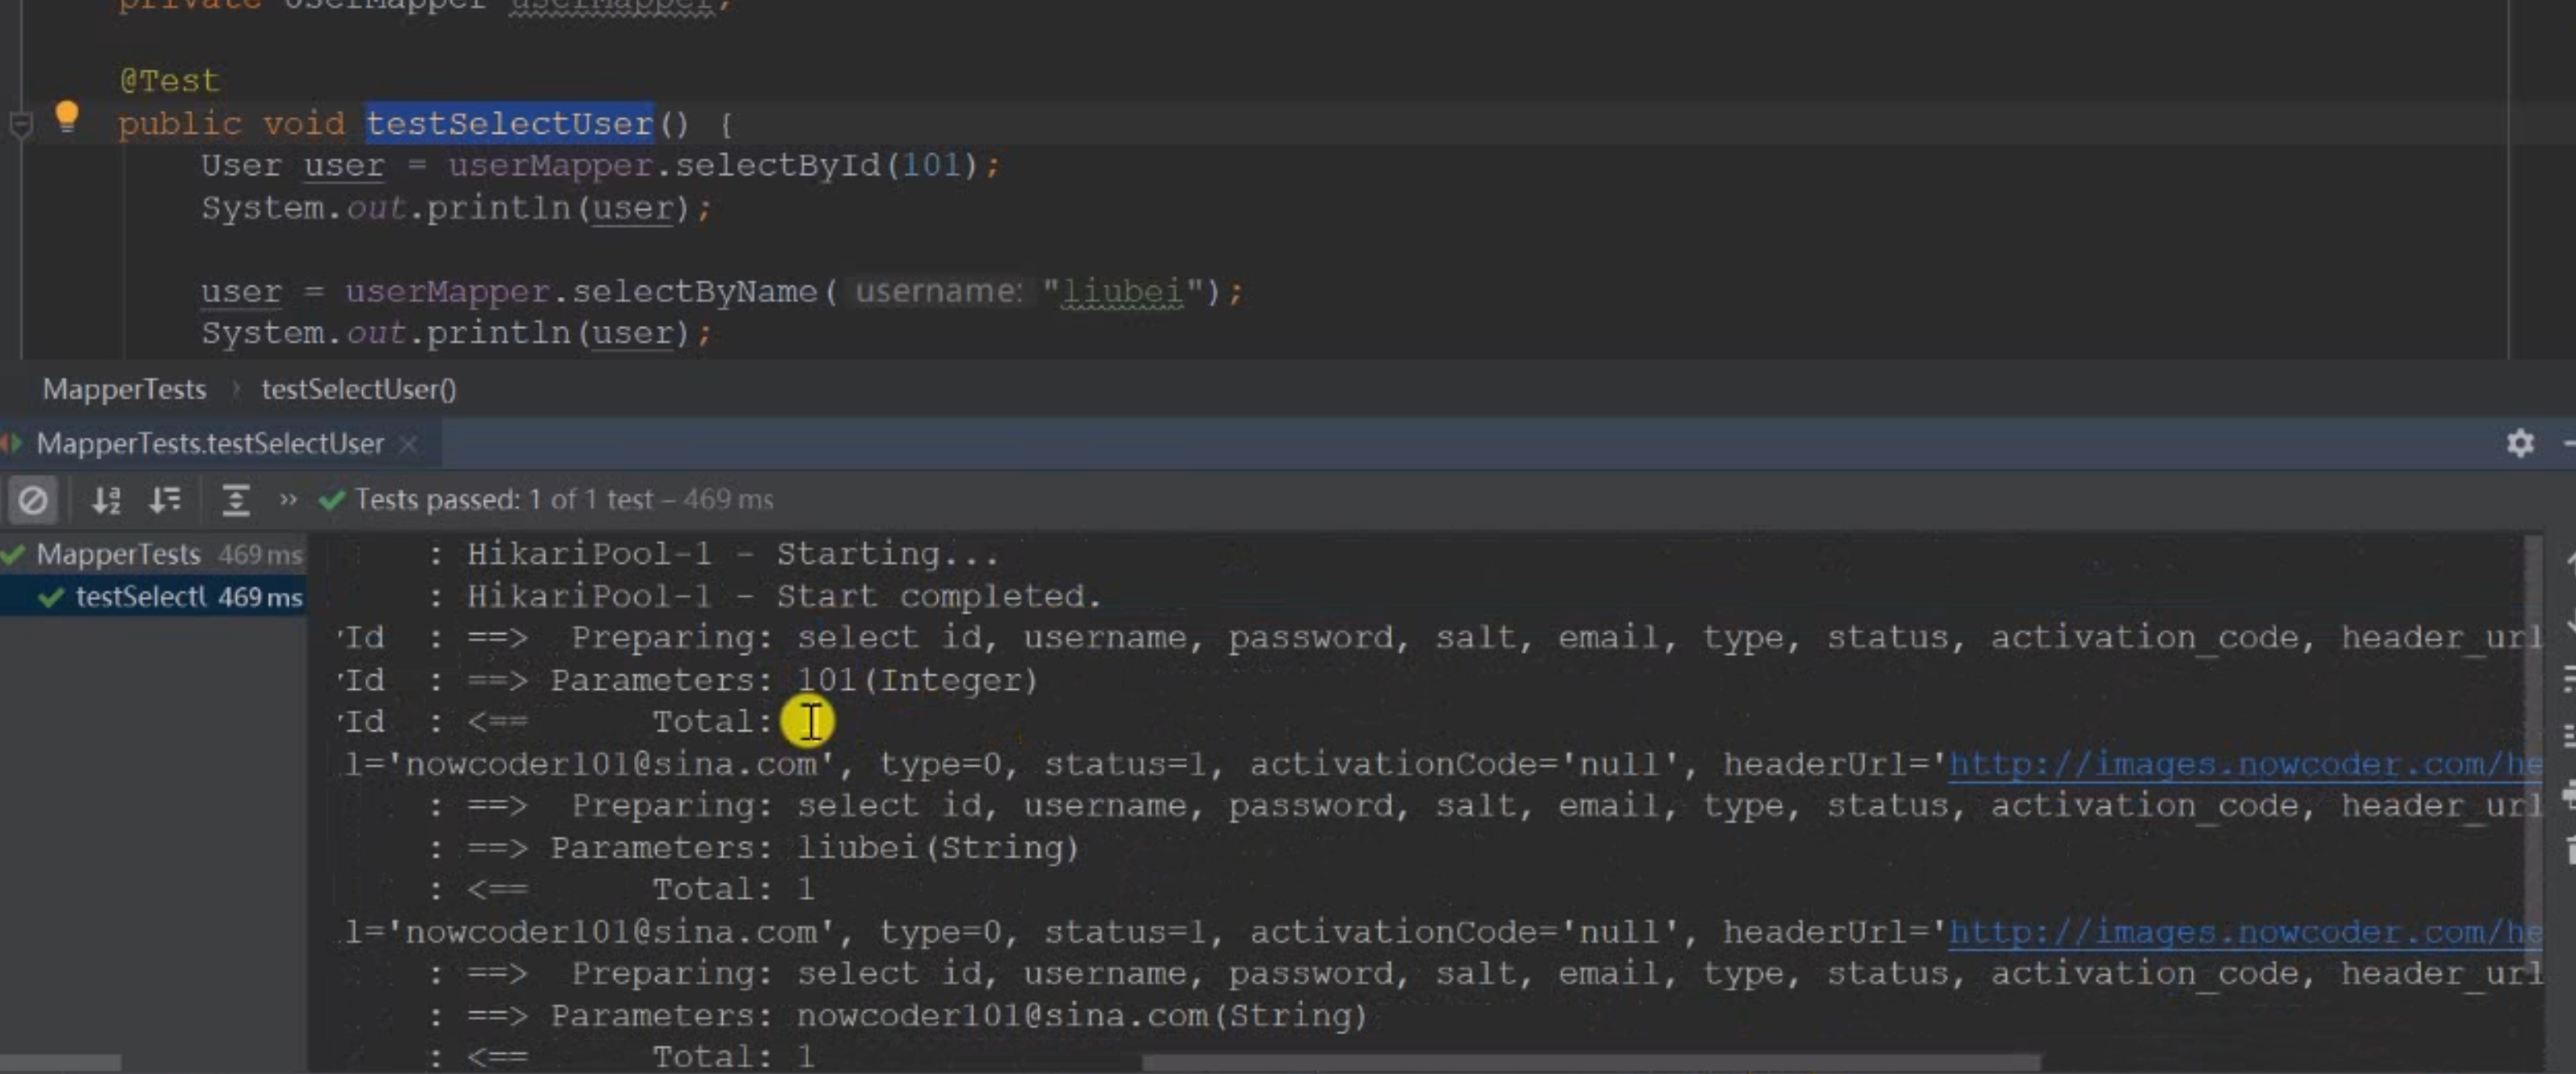 private UserMapper userMapper;
@Test
public void testSelectUser() {
User user = userMapper.selectById(101);
System.out.println(user);
user = userMapper.selectByName( username: "liubei");
System.out.println(user);
MapperTests › testSelectUser()
MapperTests.testSelectUser
» Tests passed: 1 of 1 test – 469 ms
MapperTests 469 ms
testSelectU 469 ms
: HikariPool-1 - Starting...
: HikariPool-1 - Start completed.
Id : ==> Preparing: select id, username, password, salt, email, type, status, activation_code, header_url
Id : ==> Parameters: 101(Integer)
Id : <== Total:
l='nowcoder101@sina.com', type=0, status=1, activationCode='null', headerUrl='http://images.nowcoder.com/he
: ==> Preparing: select id, username, password, salt, email, type, status, activation_code, header_url
: ==> Parameters: liubei(String)
: <== Total: 1
l='nowcoder101@sina.com', type=0, status=1, activationCode='null', headerUrl='http://images.nowcoder.com/he
: ==> Preparing: select id, username, password, salt, email, type, status, activation_code, header_url
: ==> Parameters: nowcoder101@sina.com(String)
: <== Total: 1